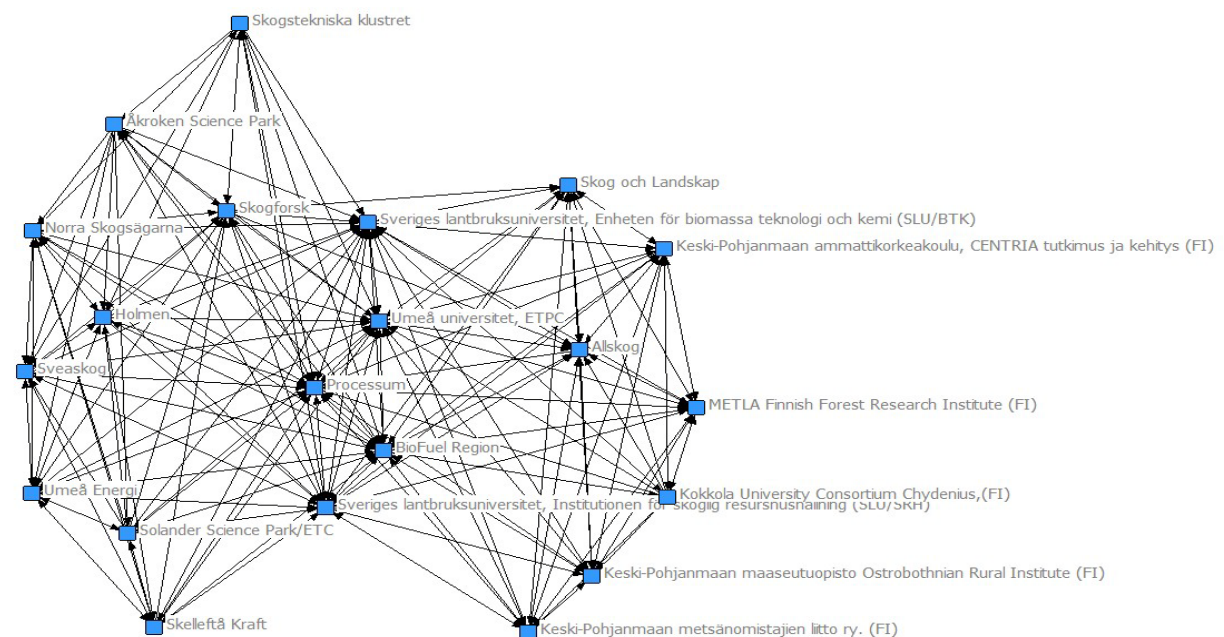 Skogstekniska klustret
Åkroken Science Park
Skog och Landskap
Skogforsk
Sveriges lantbruksuniversitet, Enheten för biomassa teknologi och kemi (SLU/BTK)
Norra Skogsägarna
Keski-Pohjanmaan ammattikorkeakoulu, CENTRIA tutkimus ja kehitys (FI)
Holmen
Umeå universitet, ETPC
Allskog
Sveaskog
Processum
METLA Finnish Forest Research Institute (FI)
BioFuel Region
Umeå Energi
Kokkola University Consortium Chydenius,(FI)
Sveriges lantbruksuniversitet, Institutionen för skoglig (SLU/SRH)
Solander Science Park/ETC
Keski-Pohjanmaan maaseutuopisto Ostrobothnian Rural Institute (FI)
Skelleftå Kraft
Keski-Pohjanmaan metsänomistajien litto ry. (FI)